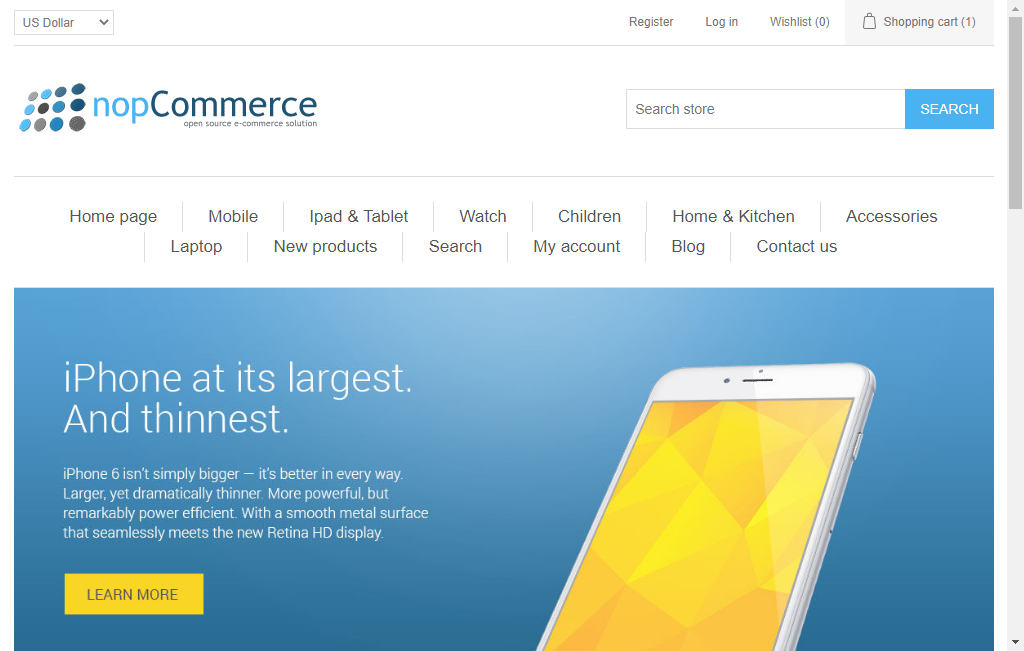 US Dollar
Register
Log in
Wishlist (0)
Shopping cart (1)
nopCommerce
open source e-commerce solution
Search store
SEARCH
Home page
Mobile
Ipad & Tablet
Watch
Children
Home & Kitchen
Accessories
Laptop
New products
Search
My account
Blog
Contact us
iPhone at its largest.
And thinnest.
iPhone 6 isn't simply bigger — it's better in every way.
Larger, yet dramatically thinner. More powerful, but
remarkably power efficient. With a smooth metal surface
that seamlessly meets the new Retina HD display.
LEARN MORE